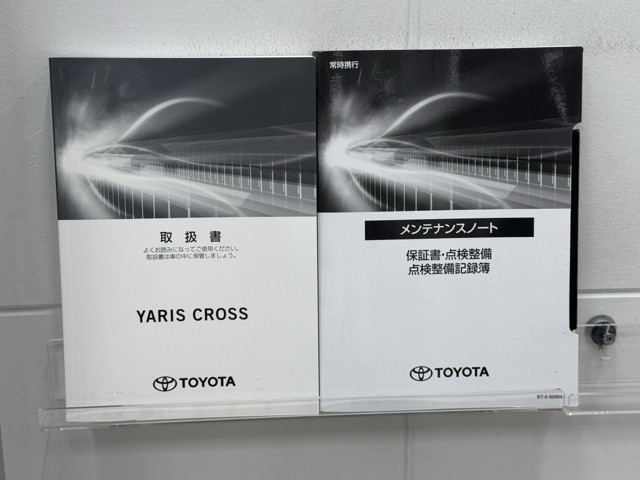 取扱書
よくお読みになってご使用ください。
取扱書は車の中に保管しましょう。
YARIS CROSS
TOYOTA
常時携行
メンテナンスノート
保証書・点検整備
点検整備記録簿
TOYOTA